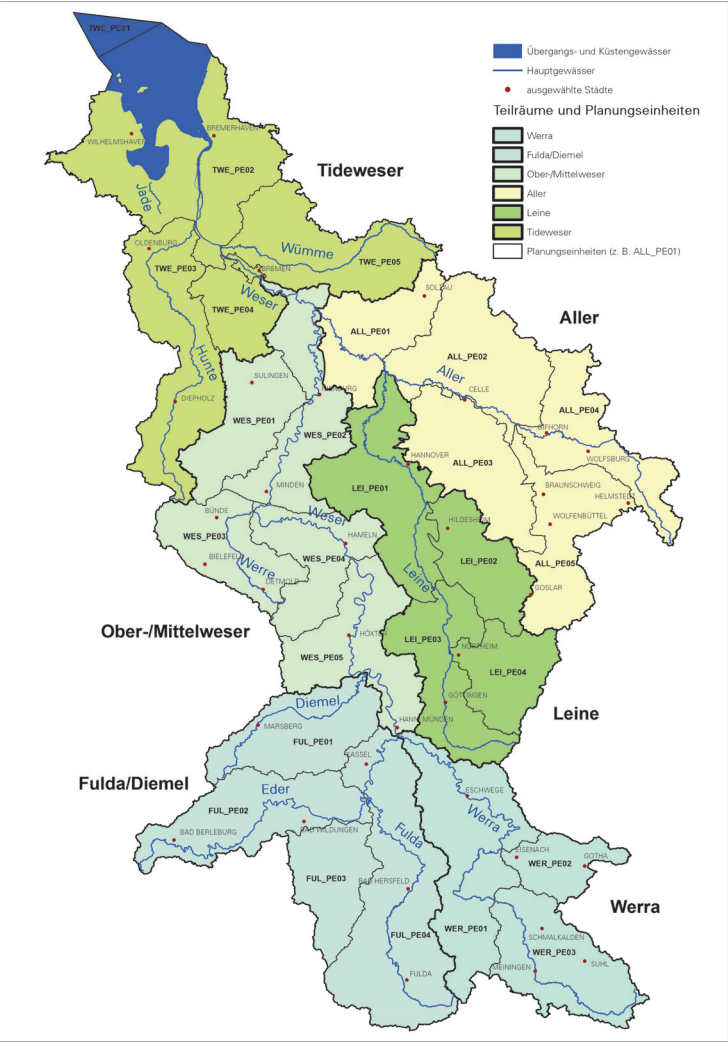 TWE_PE01
Übergangs- und Küstengewässer
Hauptgewässer
ausgewählte Städte
Teilräume und Planungseinheiten
Werra
Fulda/Diemel
Ober-/Mittelweser
Aller
Leine
Tideweser
Planungseinheiten (z. B. ALL_PE01)
WILHELMSHAVEN
BREMERHAVEN
TWE_PE02
Tideweser
Jade
OLDENBURG
Wümme
TWE_PE03
BREMEN
TWE_PE05
Weser
TWE_PE04
SOLTAU
ALL_PE01
Aller
Hunte
ALL_PE02
SULINGEN
Aller
DIEPHOLZ
NIENBURG
CELLE
WES_PE01
ALL_PE04
WES_PE02
GIFHORN
WOLFSBURG
HANNOVER
ALL_PE03
MINDEN
LEI_PE01
BRAUNSCHWEIG
HELMSTEDT
BÜNDE
Weser
HILDESHEIM
WOLFENBÜTTEL
WES_PE03
HAMELN
WES_PE04
BIELEFELD
Werre
LEI_PE02
ALL_PE05
DETMOLD
Leine
GOSLAR
Ober-/Mittelweser
HÖXTER
LEI_PE03
WES_PE05
NORTHEIM
LEI_PE04
Diemel
GÖTTINGEN
Leine
MARSBERG
HANN. MÜNDEN
FUL_PE01
KASSEL
Fulda/Diemel
Eder
ESCHWEGE
FUL_PE02
Werra
BAD BERLEBURG
BAD WILDUNGEN
Fulda
EISENACH
GOTHA
WER_PE02
FUL_PE03
BAD HERSFELD
Werra
FUL_PE04
WER_PE01
SCHMALKALDEN
WER_PE03
SUHL
MEININGEN
FULDA